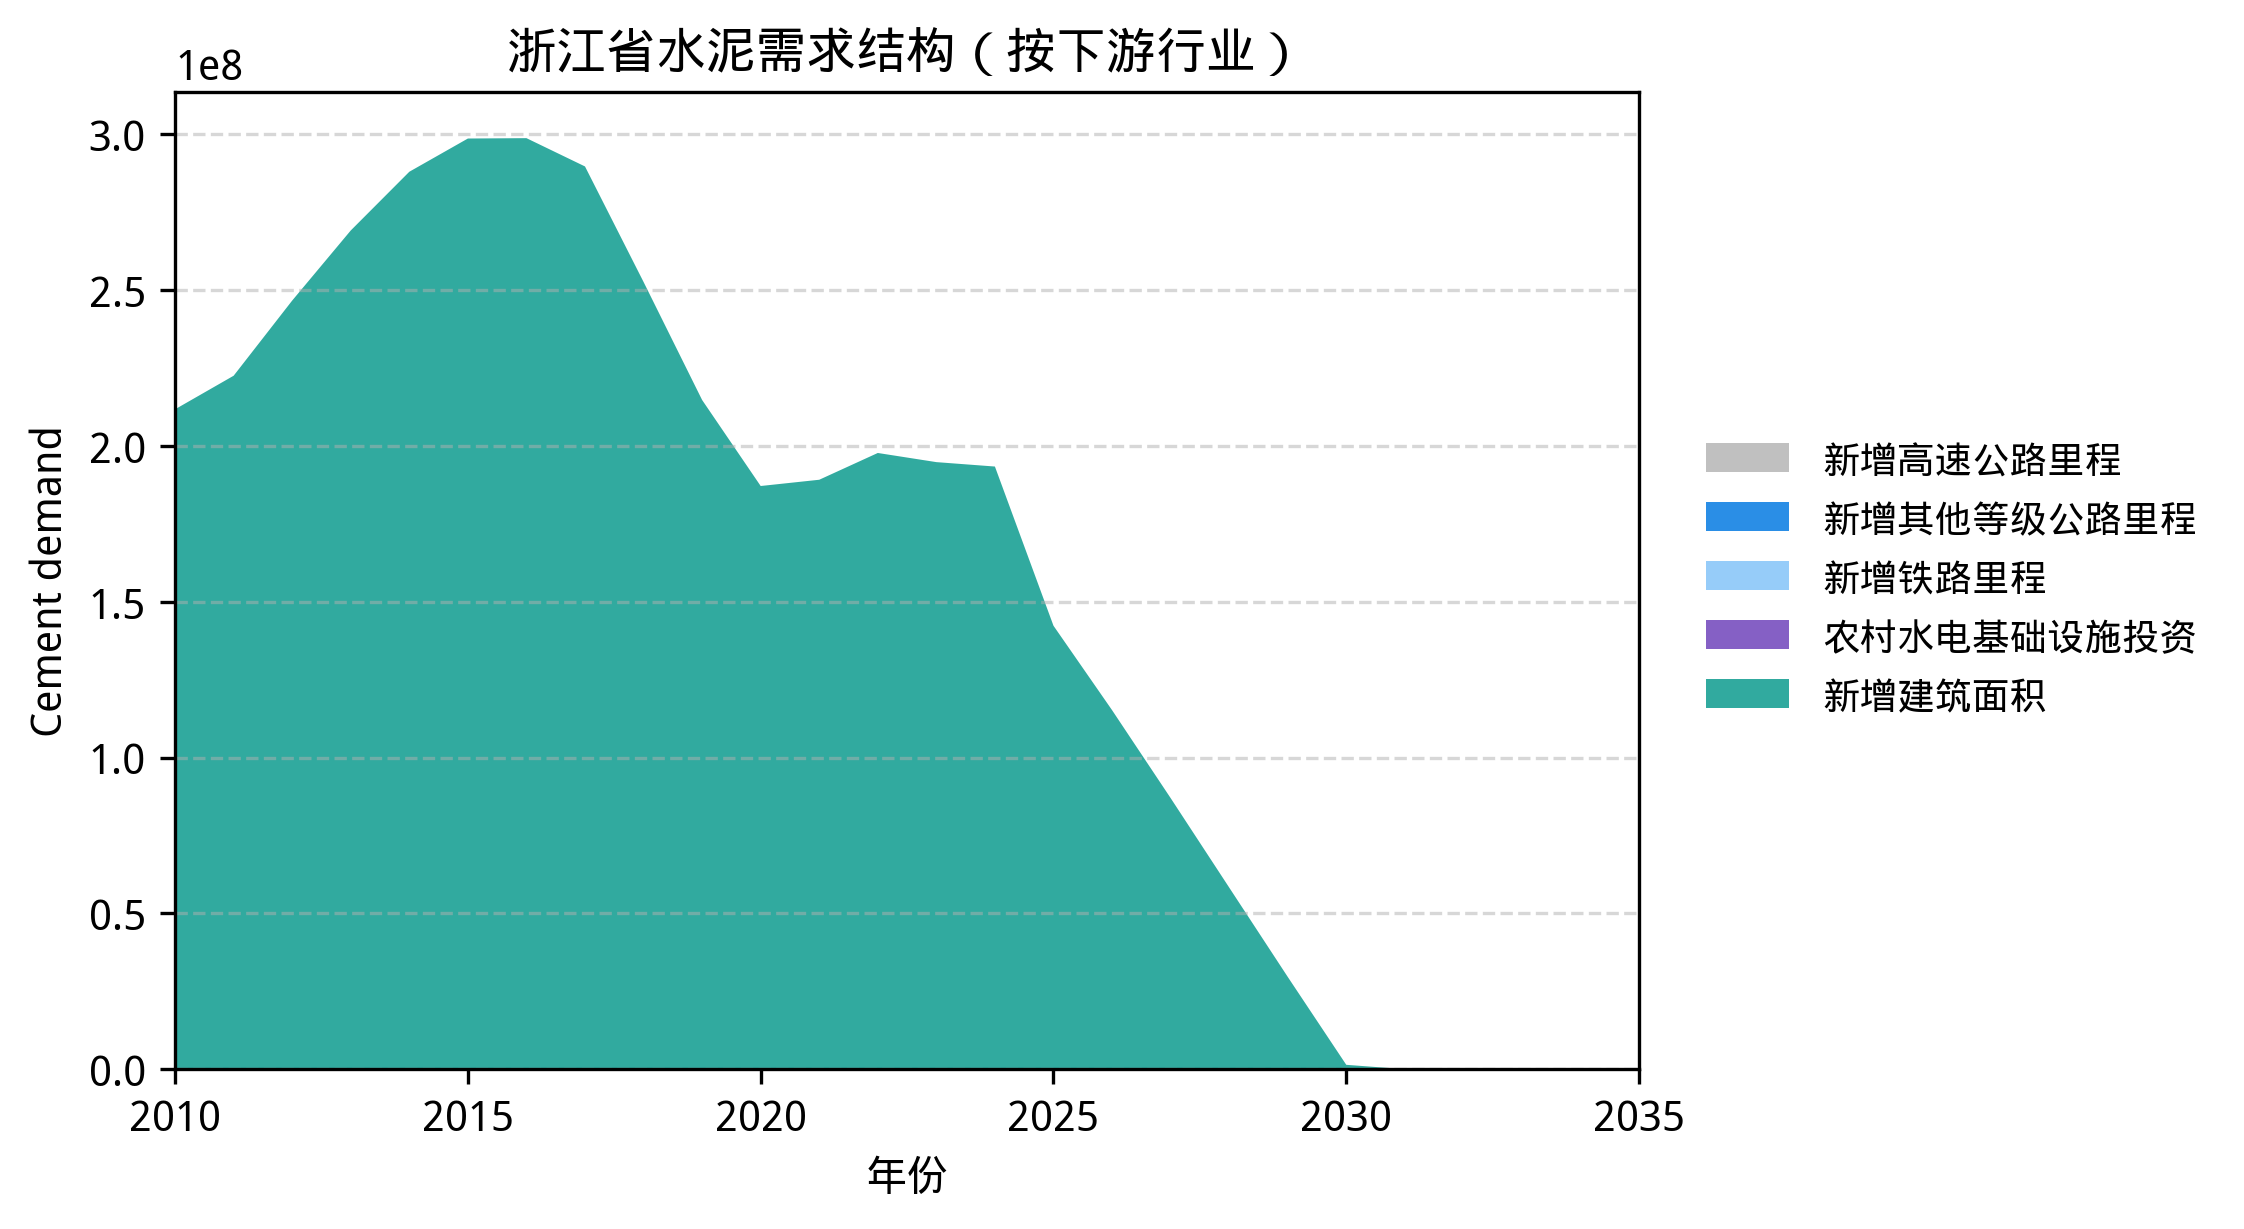 浙江省水泥需求结构（按下游行业）
1e8
3.0
2.5
2.0
1.5
1.0
0.5
0.0
Cement demand
2010 2015 2020 2025 2030 2035
年份
新增高速公路里程
新增其他等级公路里程
新增铁路里程
农村水电基础设施投资
新增建筑面积